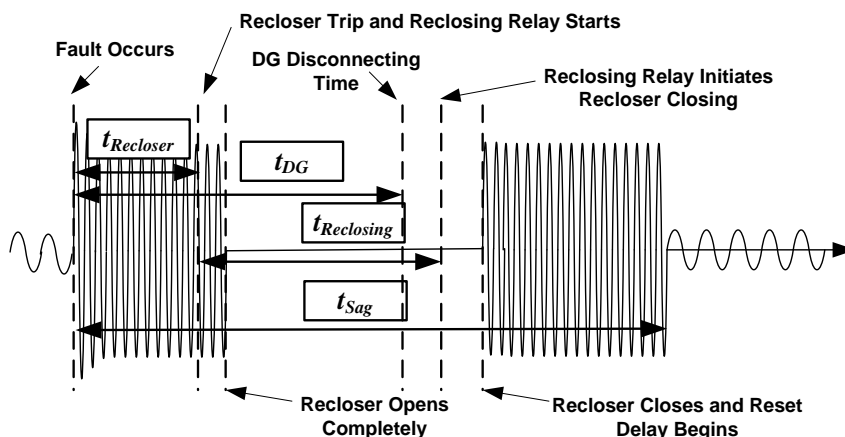 Recloser Trip and Reclosing Relay Starts
Fault Occurs
DG Disconnecting
Time
Reclosing Relay Initiates
Recloser Closing
tRecloser
tDG
tReclosing
tSag
Recloser Opens
Completely
Recloser Closes and Reset
Delay Begins